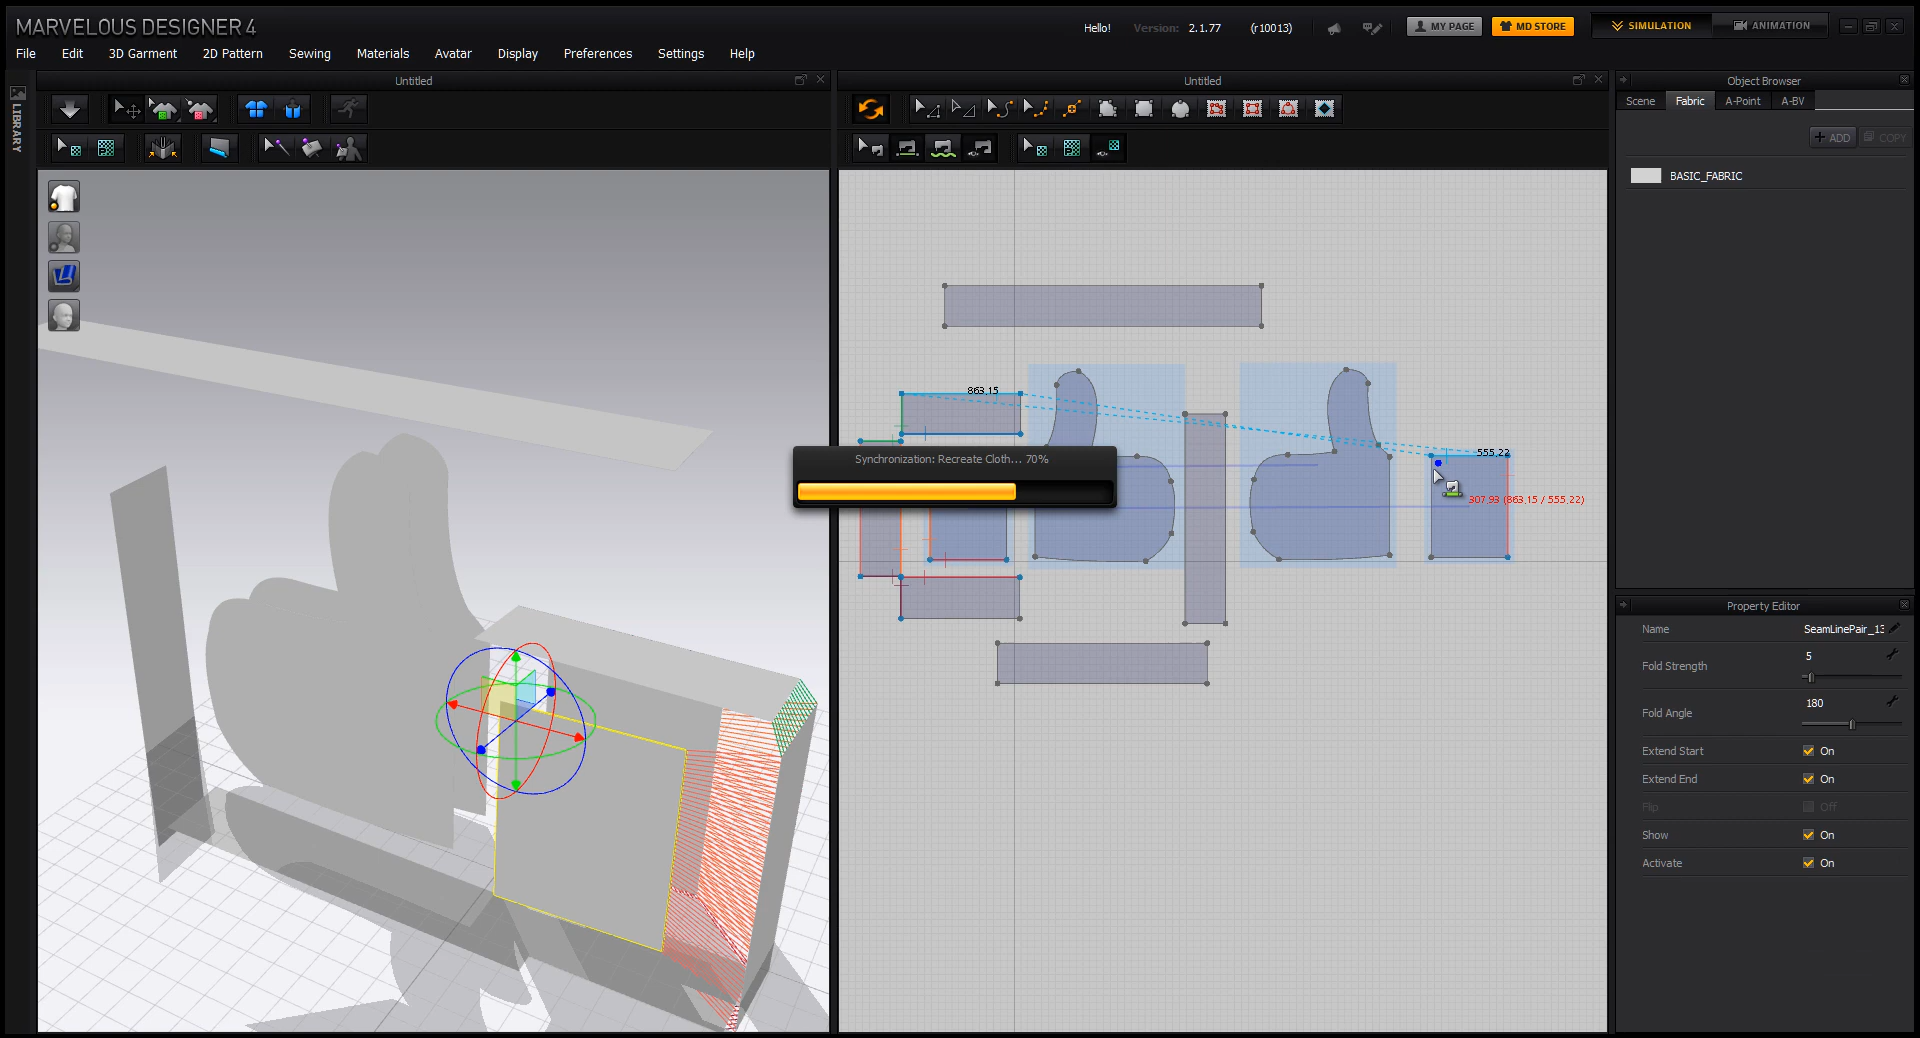 MARVELOUS DESIGNER 4
Hello! Version: 2.1.77 (r10013) MY PAGE MD STORE SIMULATION ANIMATION
File Edit 3D Garment 2D Pattern Sewing Materials Avatar Display Preferences Settings Help
Untitled
Untitled
Object Browser
LIBRARY
Scene Fabric A-Point A-BV
ADD COPY
BASIC_FABRIC
863,15
555,22
Synchronization: Recreate Cloth... 70%
307,93 (863,15 / 555,22)
Property Editor
Name SeamLinePair_13
Fold Strength 5
Fold Angle 180
Extend Start On
Extend End On
Flip Off
Show On
Activate On